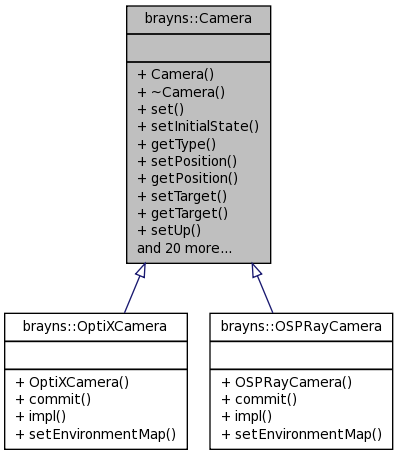 brayns::Camera
+ Camera()
+ ~Camera()
+ set()
+ setInitialState()
+ getType()
+ setPosition()
+ getPosition()
+ setTarget()
+ getTarget()
+ setUp()
and 20 more...
brayns::OptiXCamera
+ OptiXCamera()
+ commit()
+ impl()
+ setEnvironmentMap()
brayns::OSPRayCamera
+ OSPRayCamera()
+ commit()
+ impl()
+ setEnvironmentMap()